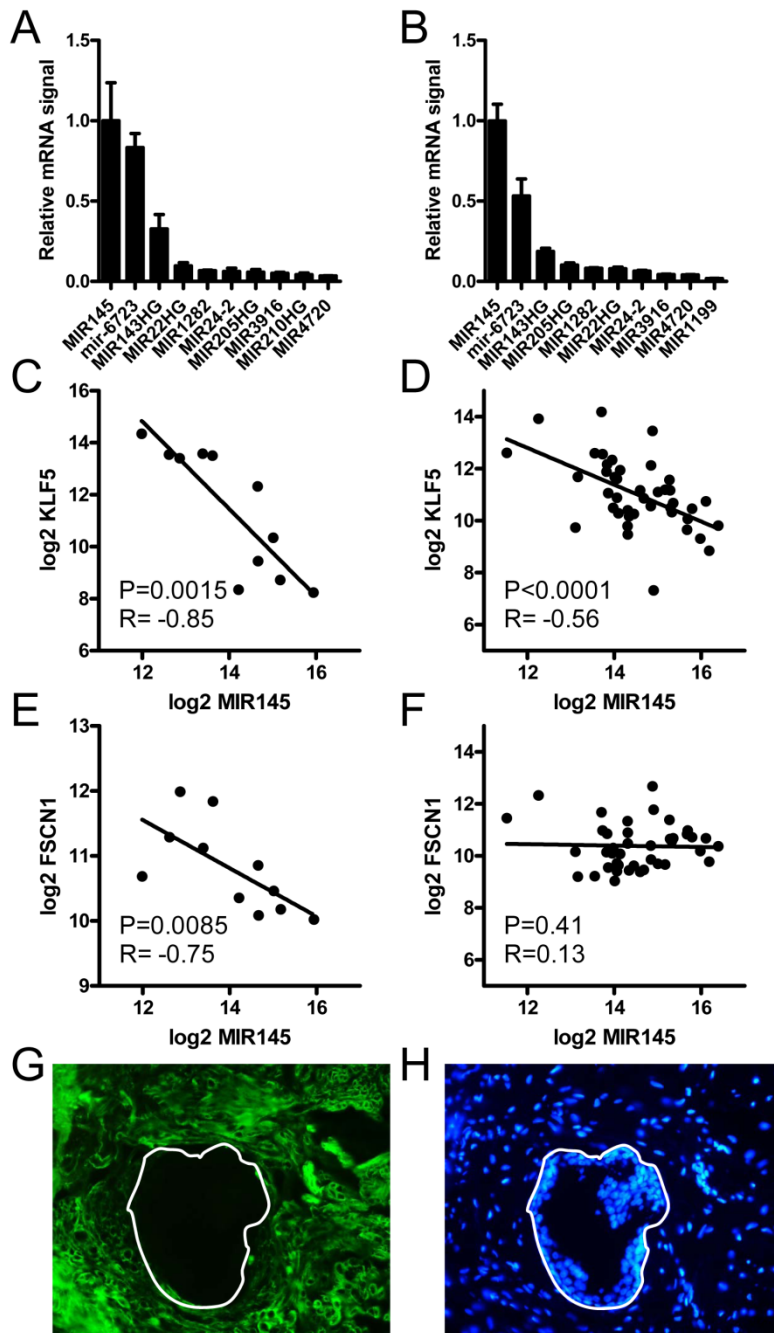 A
Relative mRNA signal
1.5
1.0
0.5
0.0
MIR145
mir-6723
MIR143HG
MIR22HG
MIR1282
MIR24-2
MIR205HG
MIR3916
MIR210HG
MIR4720
B
Relative mRNA signal
1.5
1.0
0.5
0.0
MIR145
mir-6723
MIR143HG
MIR205HG
MIR1282
MIR22HG
MIR24-2
MIR3916
MIR4720
MIR1199
C
log2 KLF5
16
14
12
10
8
6
P=0.0015
R= -0.85
12 14 16
log2 MIR145
D
log2 KLF5
14
12
10
8
6
P<0.0001
R= -0.56
12 14 16
log2 MIR145
E
log2 FSCN1
13
12
11
10
9
P=0.0085
R= -0.75
12 14 16
log2 MIR145
F
log2 FSCN1
14
12
10
8
6
P=0.41
R=0.13
12 14 16
log2 MIR145
G
H